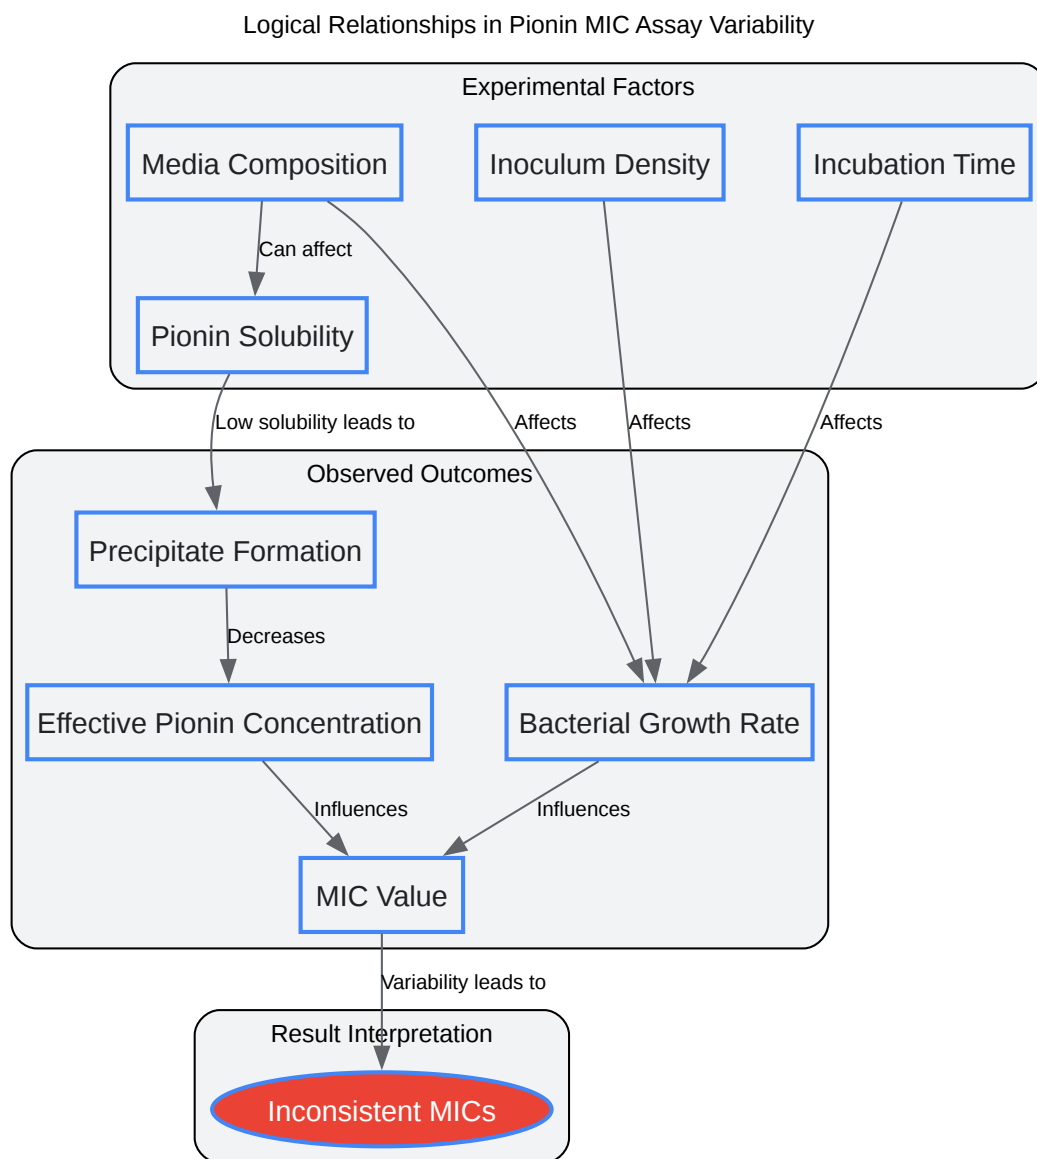 Logical Relationships in Pionin MIC Assay Variability
Experimental Factors
Media Composition
Inoculum Density
Incubation Time
Can affect
Pionin Solubility
Low solubility leads to
Affects
Affects
Affects
Observed Outcomes
Precipitate Formation
Decreases
Effective Pionin Concentration
Bacterial Growth Rate
Influences
Influences
MIC Value
Variability leads to
Result Interpretation
Inconsistent MICs